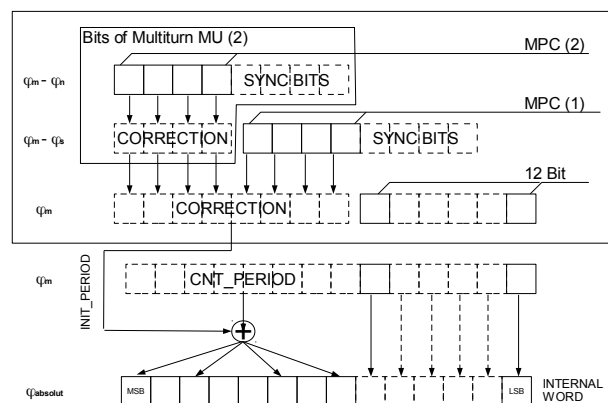 Bits of Multiturn MU (2)
MPC (2)
φm - φn
SYNC BITS
MPC (1)
φm - φs
CORRECTION
SYNC BITS
12 Bit
φm
CORRECTION
INIT_PERIOD
φm
CNT_PERIOD
+
φabsolut
MSB
LSB
INTERNAL
WORD